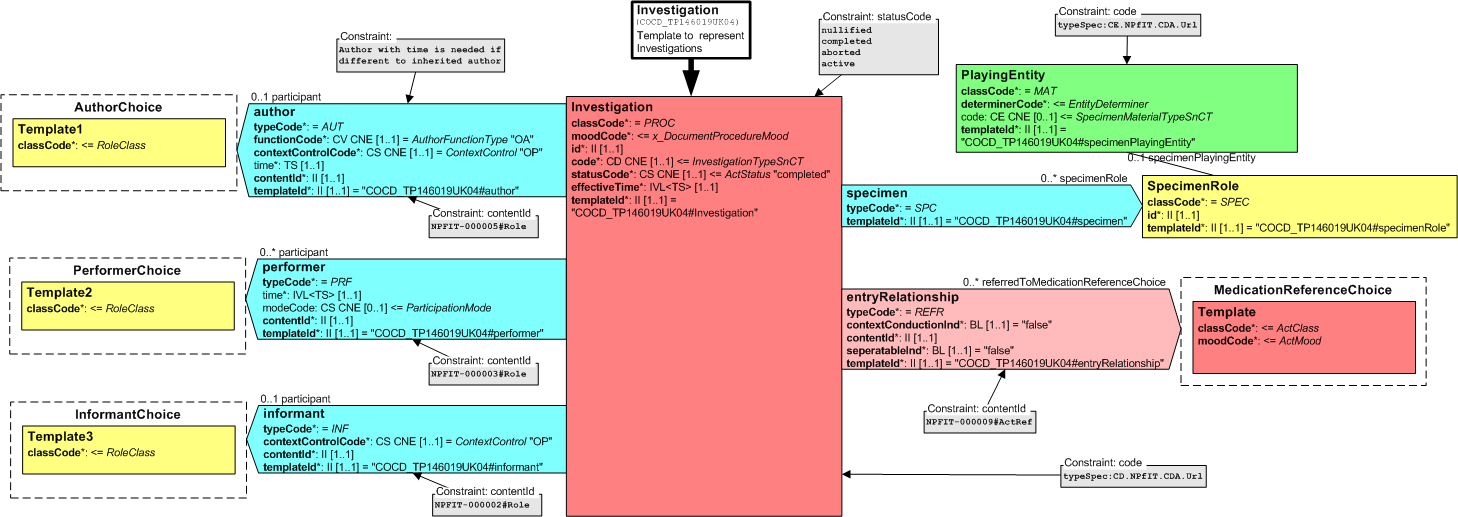 Investigation
(COCD_TP146019UK04)
Template to represent
Investigations
Constraint: statusCode
nullified
completed
aborted
active
Constraint: code
typeSpec:CE.NPfIT.CDA.Url
Constraint:
Author with time is needed if
different to inherited author
AuthorChoice
Template1
classCode*: <= RoleClass
0..1 participant
author
typeCode*: = AUT
functionCode*: CV CNE [1..1] = AuthorFunctionType "OA"
contextControlCode*: CS CNE [1..1] = ContextControl "OP"
time*: TS [1..1]
contentId*: II [1..1]
templateId*: II [1..1] = "COCD_TP146019UK04#author"
Constraint: contentId
NPFIT-000005#Role
PerformerChoice
Template2
classCode*: <= RoleClass
0..* participant
performer
typeCode*: = PRF
time*: IVL<TS> [1..1]
modeCode: CS CNE [0..1] <= ParticipationMode
contentId*: II [1..1]
templateId*: II [1..1] = "COCD_TP146019UK04#performer"
Constraint: contentId
NPFIT-000003#Role
InformantChoice
Template3
classCode*: <= RoleClass
0..1 participant
informant
typeCode*: = INF
contextControlCode*: CS CNE [1..1] = ContextControl "OP"
contentId*: II [1..1]
templateId*: II [1..1] = "COCD_TP146019UK04#informant"
Constraint: contentId
NPFIT-000002#Role
Investigation
classCode*: = PROC
moodCode*: <= x_DocumentProcedureMood
id*: II [1..1]
code*: CD CNE [1..1] <= InvestigationTypeSnCT
statusCode*: CS CNE [1..1] <= ActStatus "completed"
effectiveTime*: IVL<TS> [1..1]
templateId*: II [1..1] =
"COCD_TP146019UK04#Investigation"
PlayingEntity
classCode*: = MAT
determinerCode*: <= EntityDeterminer
code: CE CNE [0..1] <= SpecimenMaterialTypeSnCT
templateId*: II [1..1] =
"COCD_TP146019UK04#specimenPlayingEntity"
0..1 specimenPlayingEntity
0..* specimenRole
specimen
typeCode*: = SPC
templateId*: II [1..1] = "COCD_TP146019UK04#specimen"
SpecimenRole
classCode*: = SPEC
id*: II [1..1]
templateId*: II [1..1] = "COCD_TP146019UK04#specimenRole"
0..* referredToMedicationReferenceChoice
entryRelationship
typeCode*: = REFR
contextConductionInd*: BL [1..1] = "false"
contentId*: II [1..1]
seperatableInd*: BL [1..1] = "false"
templateId*: II [1..1] = "COCD_TP146019UK04#entryRelationship"
MedicationReferenceChoice
Template
classCode*: <= ActClass
moodCode*: <= ActMood
Constraint: contentId
NPFIT-000009#ActRef
Constraint: code
typeSpec:CD.NPfIT.CDA.Url